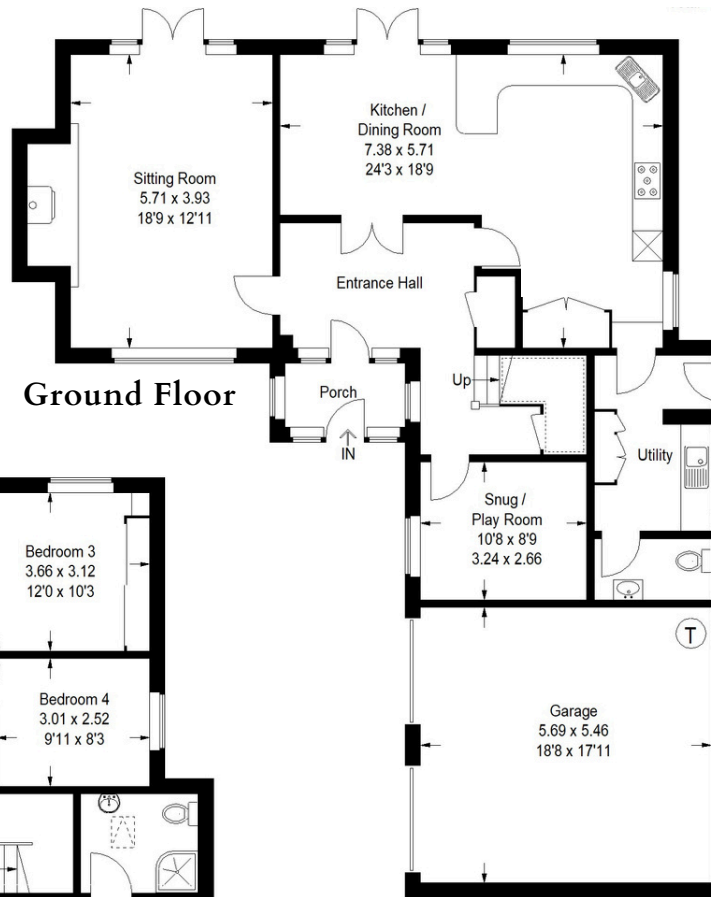 Kitchen /
Dining Room
7.38 x 5.71
24'3 x 18'9
Sitting Room
5.71 x 3.93
18'9 x 12'11
Entrance Hall
Ground Floor
Porch
IN
Up
Utility
Snug /
Play Room
10'8 x 8'9
3.24 x 2.66
Bedroom 3
3.66 x 3.12
12'0 x 10'3
T
Bedroom 4
3.01 x 2.52
9'11 x 8'3
Garage
5.69 x 5.46
18'8 x 17'11